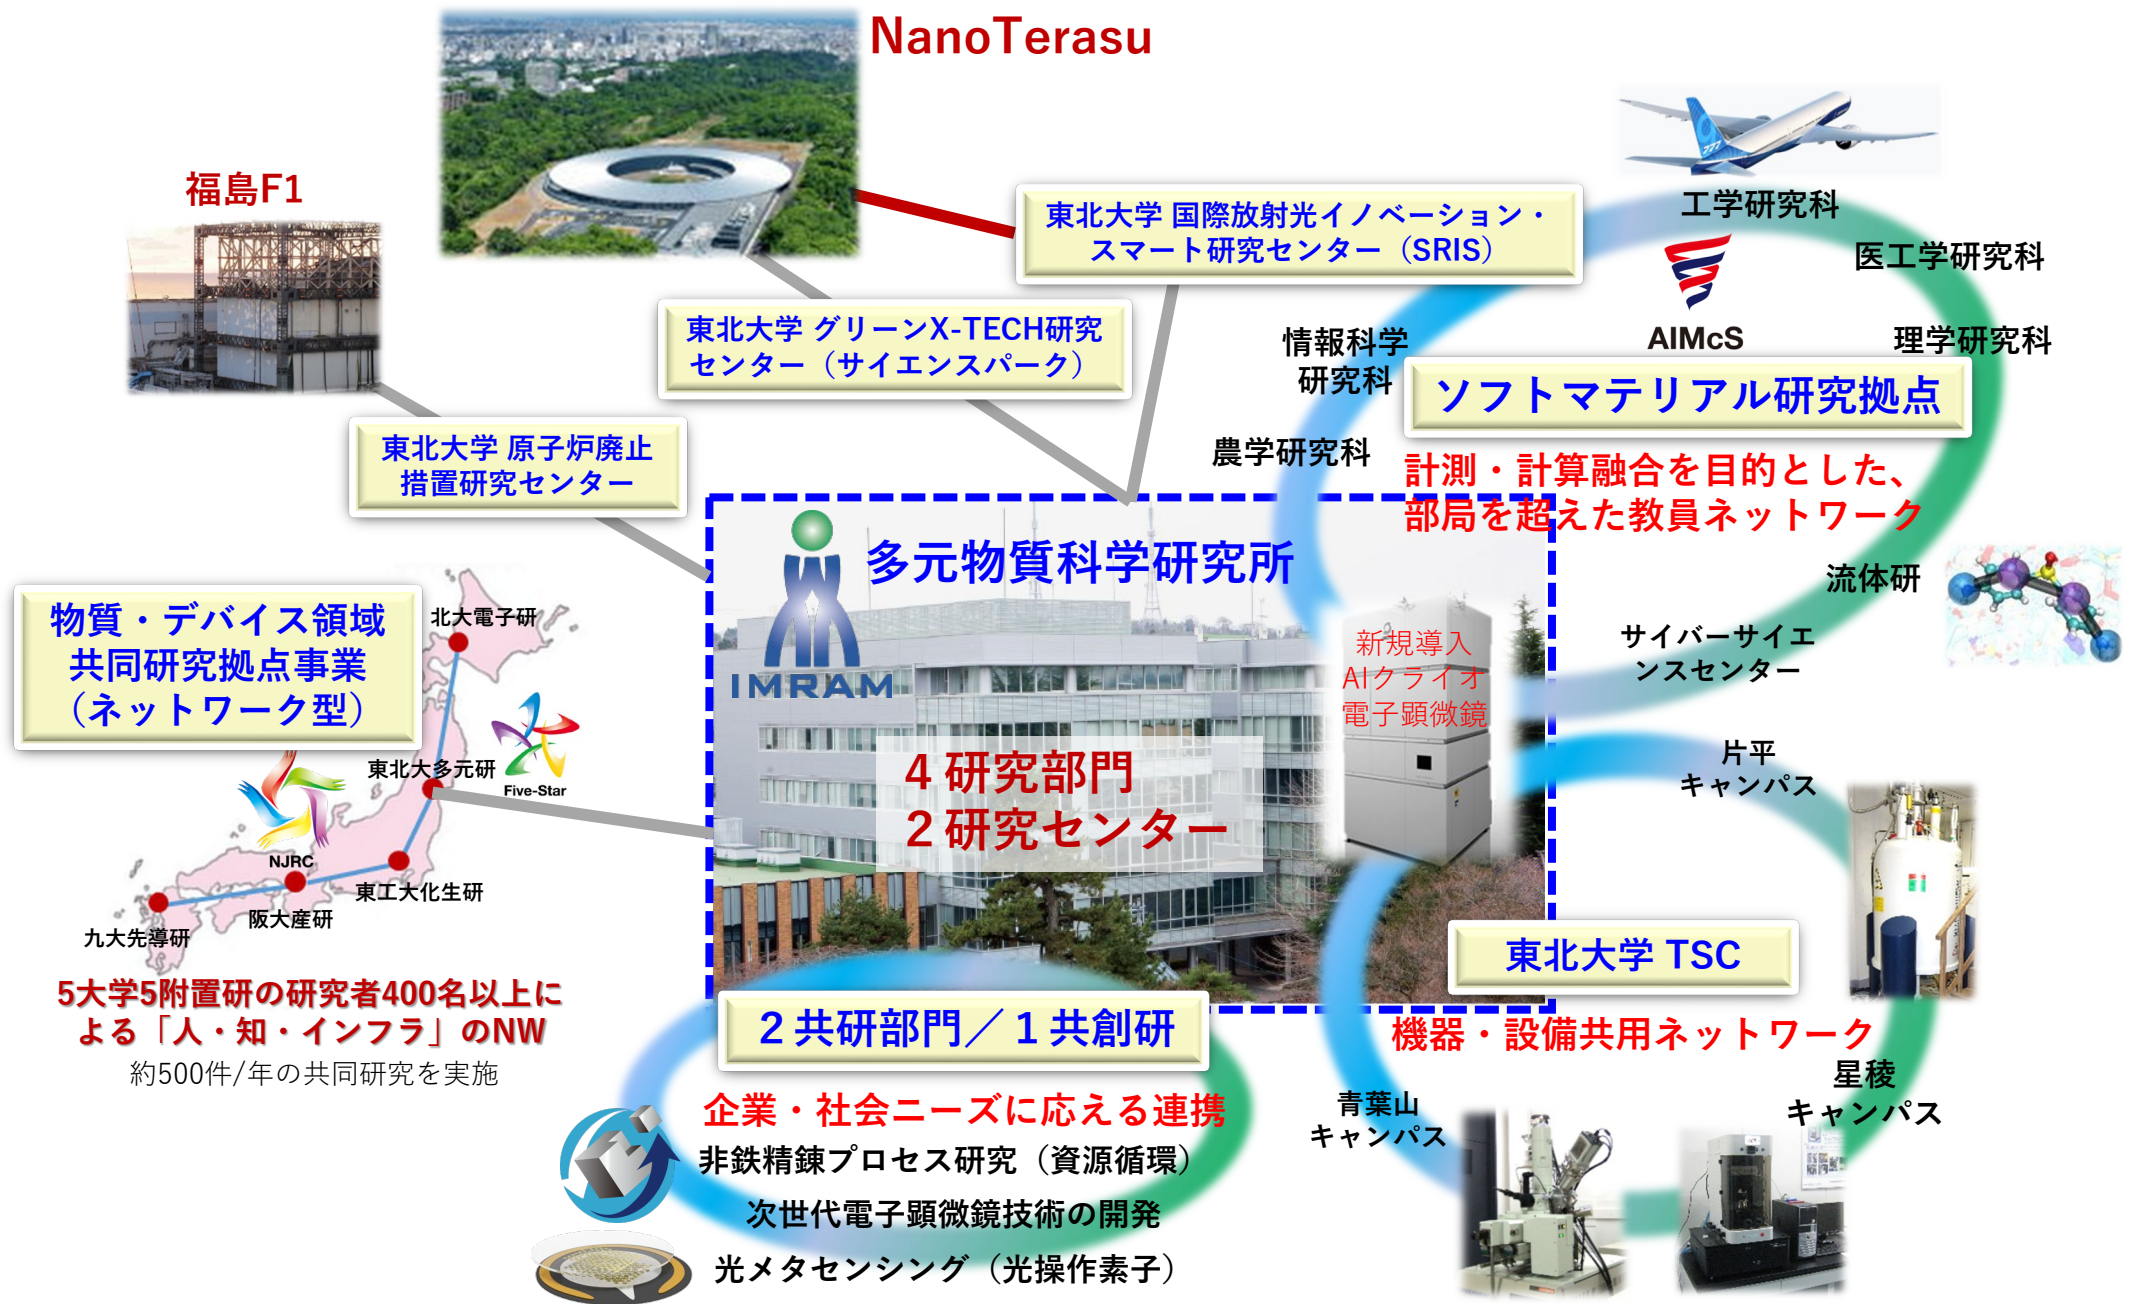 NanoTerasu
福島F1
東北大学 国際放射光イノベーション・
スマート研究センター（SRIS）
東北大学 グリーンX-TECH研究
センター（サイエンスパーク）
東北大学 原子炉廃止
措置研究センター
777
工学研究科
医工学研究科
AIMcS
理学研究科
情報科学
研究科
農学研究科
ソフトマテリアル研究拠点
計測・計算融合を目的とした、
部局を超えた教員ネットワーク
流体研
サイバーサイエ
ンスセンター
多元物質科学研究所
IMRAM
新規導入
AIクライオ
電子顕微鏡
4 研究部門
2 研究センター
物質・デバイス領域
共同研究拠点事業
（ネットワーク型）
北大電子研
東北大多元研
Five-Star
NJRC
東工大化生研
阪大産研
九大先導研
5大学5附置研の研究者400名以上に
よる「人・知・インフラ」のNW
約500件/年の共同研究を実施
片平
キャンパス
東北大学 TSC
機器・設備共用ネットワーク
星稜
キャンパス
青葉山
キャンパス
2 共研部門／1 共創研
企業・社会ニーズに応える連携
非鉄精錬プロセス研究（資源循環）
次世代電子顕微鏡技術の開発
光メタセンシング（光操作素子）